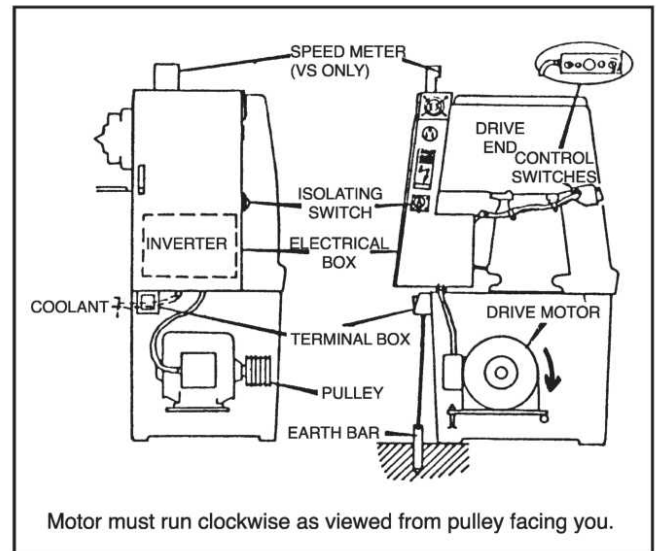 SPEED METER
(VS ONLY)
DRIVE
END
CONTROL
SWITCHES
ISOLATING
SWITCH
INVERTER
ELECTRICAL
BOX
COOLANT
TERMINAL BOX
DRIVE MOTOR
PULLEY
EARTH BAR
Motor must run clockwise as viewed from pulley facing you.